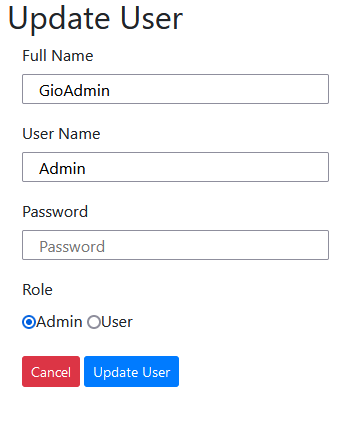 Update User
Full Name
GioAdmin
User Name
Admin
Password
Password
Role
Admin User
Cancel Update User